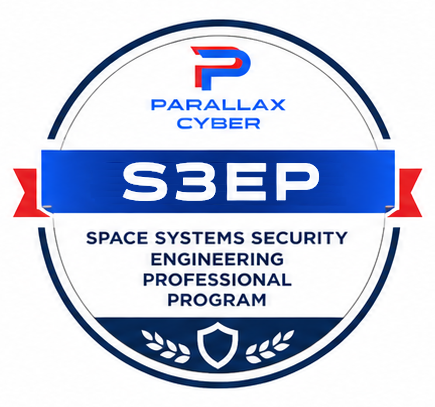 PARALLAX
CYBER
S3EP
SPACE SYSTEMS SECURITY
ENGINEERING
PROFESSIONAL
PROGRAM